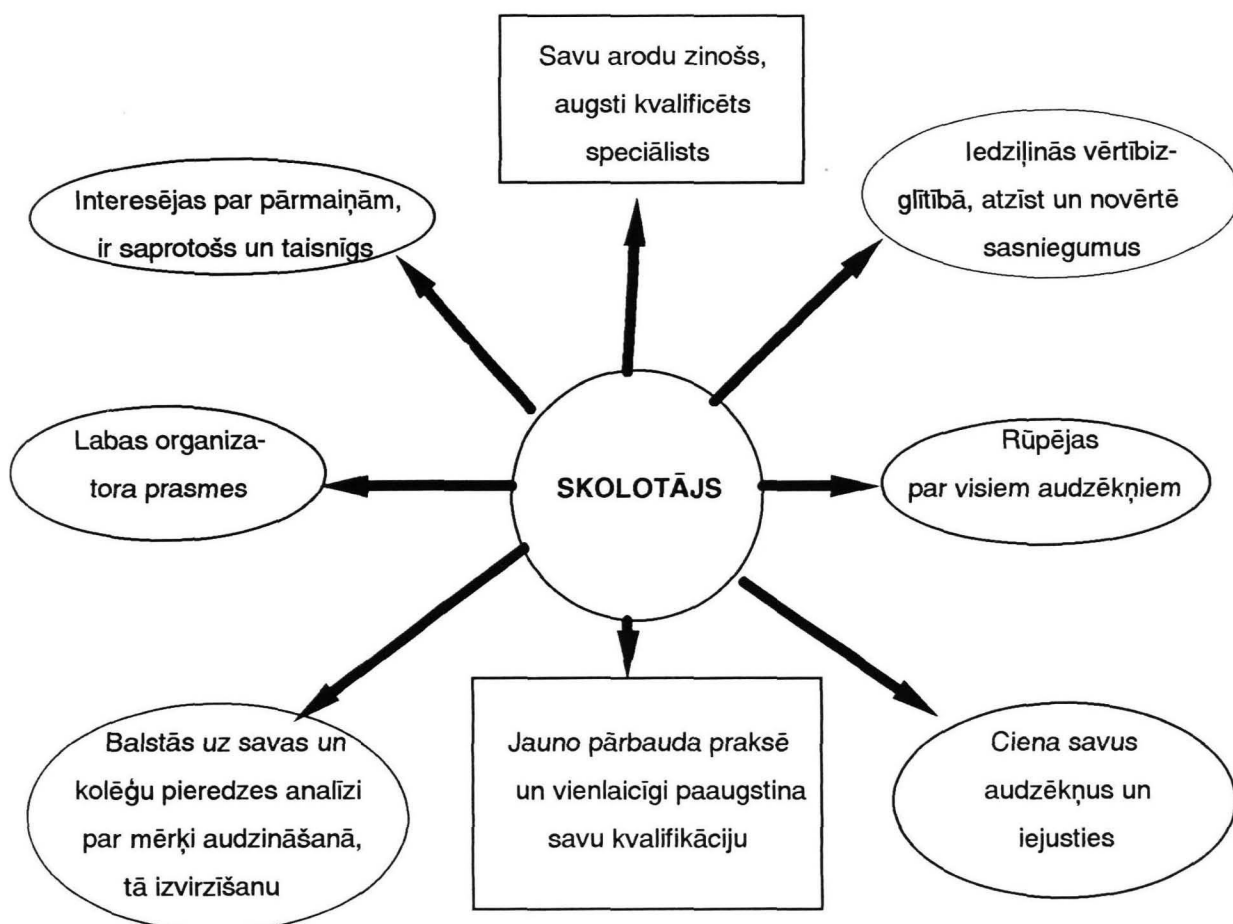 Savu arodu zinošs,
augsti kvalificēts
speciālists
Interesējas par pārmaiņām,
ir saprotošs un taisnīgs
Iedziļinās vērtībiz-
glītībā, atzīst un novērtē
sasniegumus
Labas organiza-
tora prasmes
SKOLOTĀJS
Rūpējas
par visiem audzēkņiem
Balstās uz savas un
kolēģu pieredzes analīzi
par mērķi audzināšanā,
tā izvirzīšanu
Jauno pārbauda praksē
un vienlaicīgi paaugstina
savu kvalifikāciju
Ciena savus
audzēkņus un
iejusties